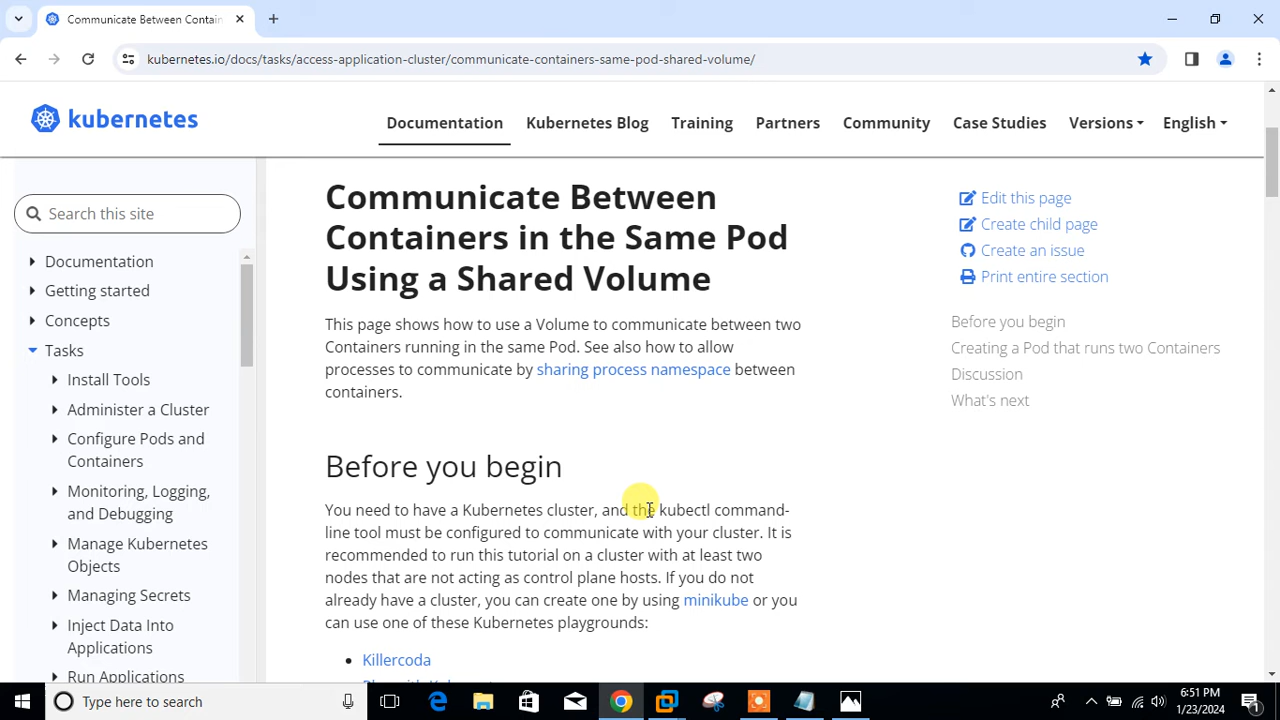 Communicate Between Contain
kubernetes.io/docs/tasks/access-application-cluster/communicate-containers-same-pod-shared-volume/
kubernetes
Documentation
Kubernetes Blog
Training
Partners
Community
Case Studies
Versions
English
Search this site
Documentation
Getting started
Concepts
Tasks
Install Tools
Administer a Cluster
Configure Pods and
Containers
Monitoring, Logging,
and Debugging
Manage Kubernetes
Objects
Managing Secrets
Inject Data Into
Applications
Run Applications
Communicate Between
Containers in the Same Pod
Using a Shared Volume
This page shows how to use a Volume to communicate between two
Containers running in the same Pod. See also how to allow
processes to communicate by sharing process namespace between
containers.
Before you begin
You need to have a Kubernetes cluster, and the kubectl command-
line tool must be configured to communicate with your cluster. It is
recommended to run this tutorial on a cluster with at least two
nodes that are not acting as control plane hosts. If you do not
already have a cluster, you can create one by using minikube or you
can use one of these Kubernetes playgrounds:
• Killercoda
Edit this page
Create child page
Create an issue
Print entire section
Before you begin
Creating a Pod that runs two Containers
Discussion
What's next
Type here to search
6:51 PM
1/23/2024
1